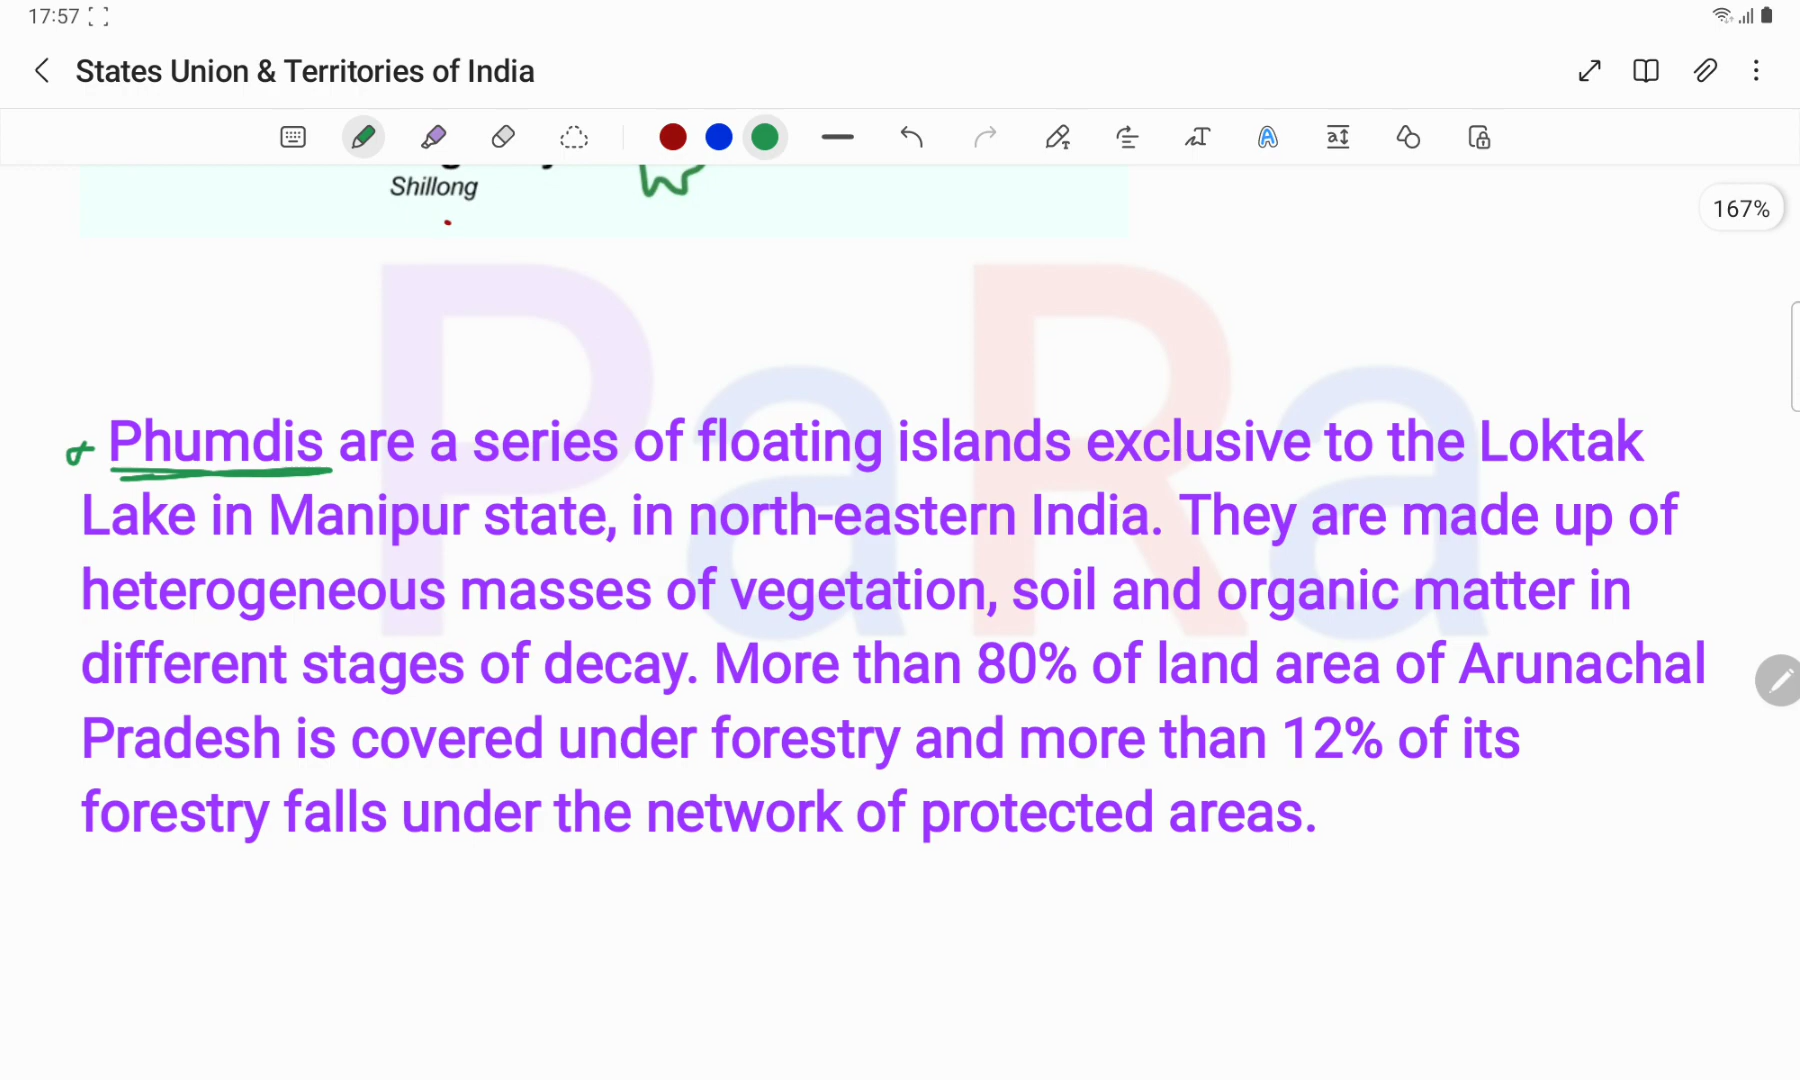 17:57
States Union & Territories of India
Shillong
167%
PaRa
Phumdis are a series of floating islands exclusive to the Loktak
Lake in Manipur state, in north-eastern India. They are made up of
heterogeneous masses of vegetation, soil and organic matter in
different stages of decay. More than 80% of land area of Arunachal
Pradesh is covered under forestry and more than 12% of its
forestry falls under the network of protected areas.